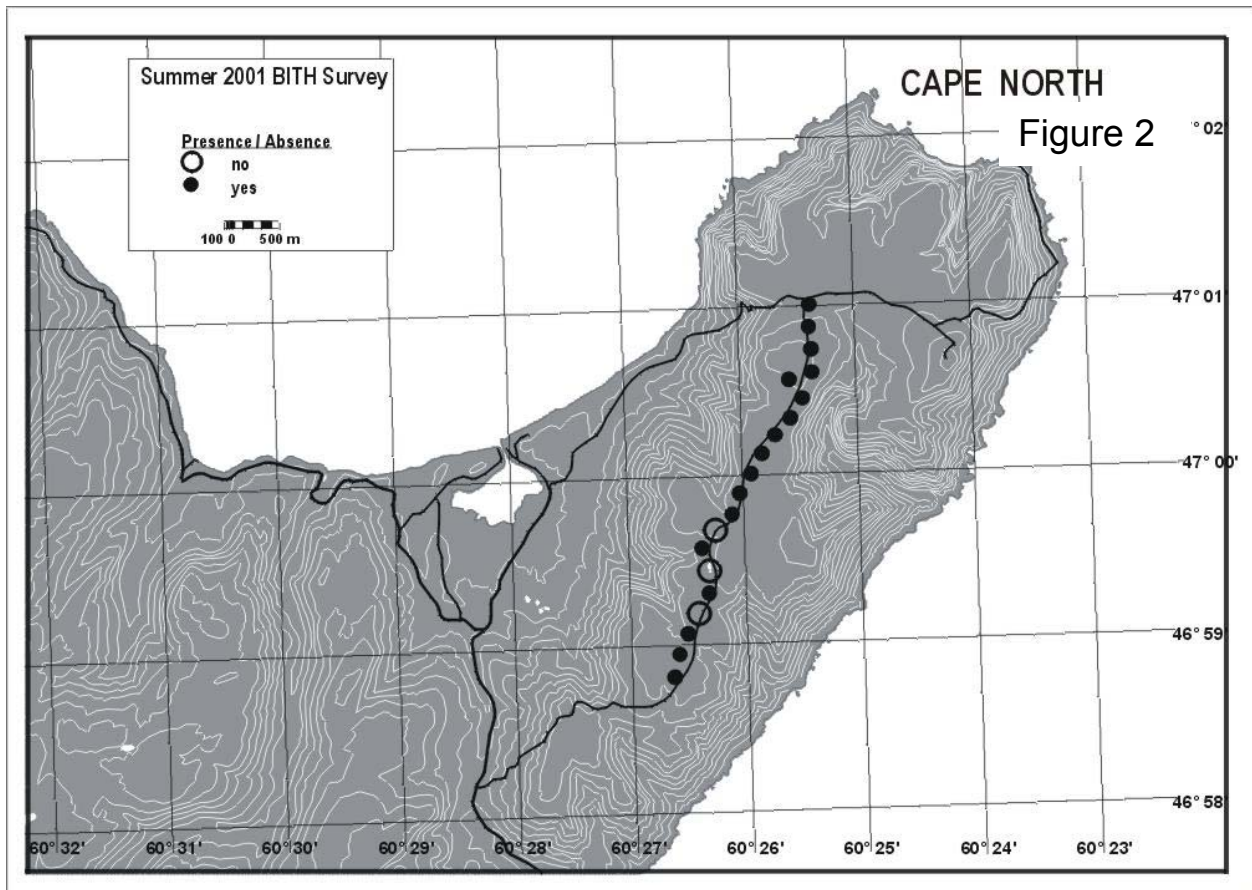 Summer 2001 BITH Survey
Presence / Absence
no
yes
100 0 500 m
CAPE NORTH
Figure 2
° 02'
47° 01'
47° 00'
46° 59'
46° 58'
60° 32' 60° 31' 60° 30' 60° 29' 60° 28' 60° 27' 60° 26' 60° 25' 60° 24' 60° 23'